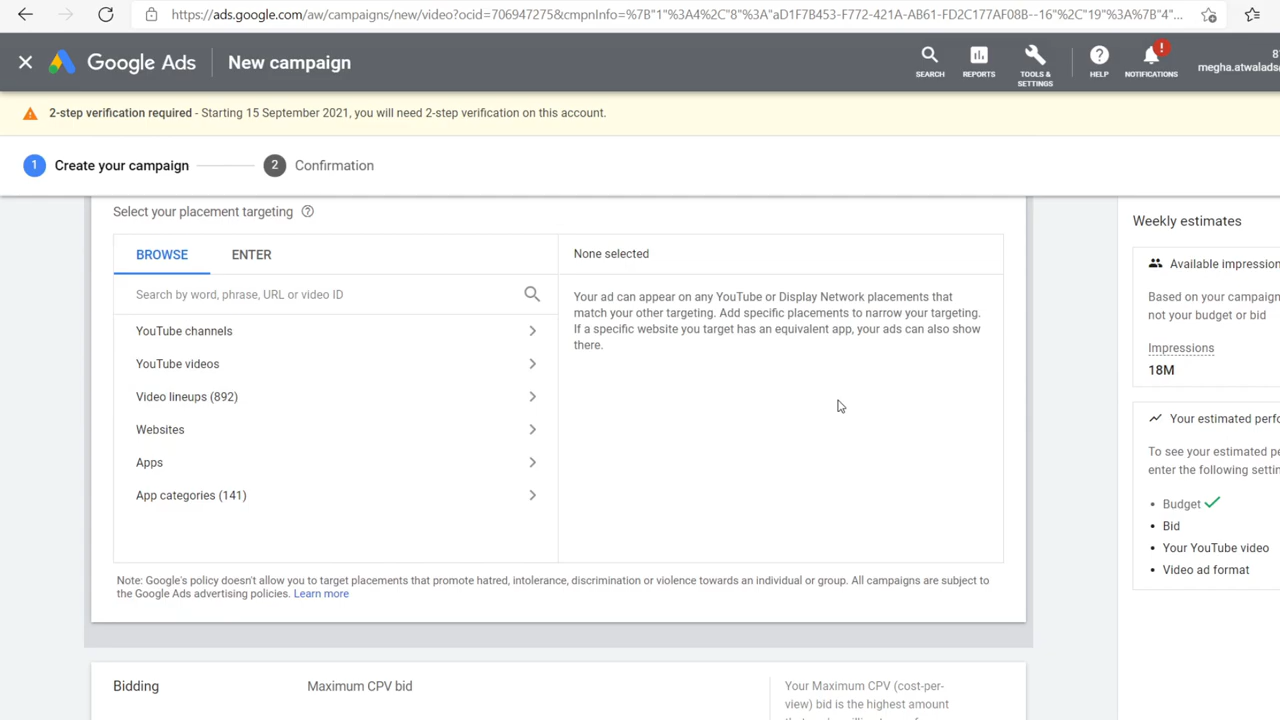 https://ads.google.com/aw/campaigns/new/video?ocid=706947275&cmpnInfo=%7B"1"%3A4%2C"8"%3A"aD1F7B453-F772-421A-AB61-FD2C177AF08B--16"%2C"19"%3A%7B"4"...
Google Ads
New campaign
SEARCH
REPORTS
TOOLS &
SETTINGS
HELP
!
NOTIFICATIONS
megha.atwalads
2-step verification required - Starting 15 September 2021, you will need 2-step verification on this account.
1 Create your campaign
2 Confirmation
Select your placement targeting ?
BROWSE ENTER
None selected
Search by word, phrase, URL or video ID
YouTube channels
YouTube videos
Video lineups (892)
Websites
Apps
App categories (141)
Your ad can appear on any YouTube or Display Network placements that
match your other targeting. Add specific placements to narrow your targeting.
If a specific website you target has an equivalent app, your ads can also show
there.
Note: Google's policy doesn't allow you to target placements that promote hatred, intolerance, discrimination or violence towards an individual or group. All campaigns are subject to
the Google Ads advertising policies. Learn more
Bidding
Maximum CPV bid
Your Maximum CPV (cost-per-
view) bid is the highest amount
Weekly estimates
Available impression
Based on your campaign
not your budget or bid
Impressions
18M
Your estimated perfo
To see your estimated pe
enter the following settin
• Budget
• Bid
• Your YouTube video
• Video ad format